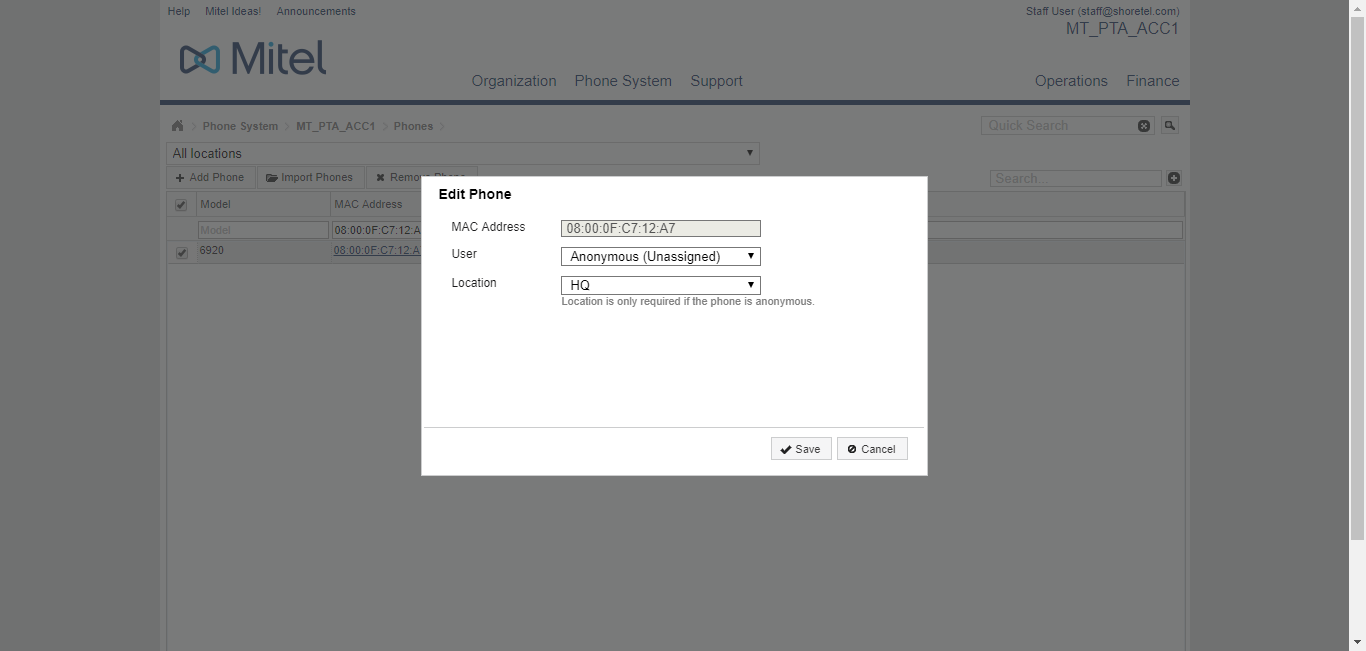 Help Mitel Ideas! Announcements Staff User (staff@shoretel.com)
MT_PTA_ACC1
Mitel
Organization Phone System Support Operations Finance
Phone System MT_PTA_ACC1 Phones Quick Search
All locations
Add Phone Import Phones Remove Phone Search...
Model MAC Address
Model 08:00:0F:C7:12:A
6920 08:00:0F:C7:12:A
Edit Phone
MAC Address 08:00:0F:C7:12:A7
User Anonymous (Unassigned)
Location HQ
Location is only required if the phone is anonymous.
Save Cancel